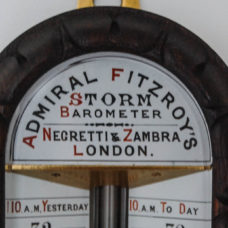 ADMIRAL FITZROY'S
STORM
BAROMETER
NEGRETTI & ZAMBRA
LONDON.
10 A.M. YESTERDAY
10 A.M. TO DAY